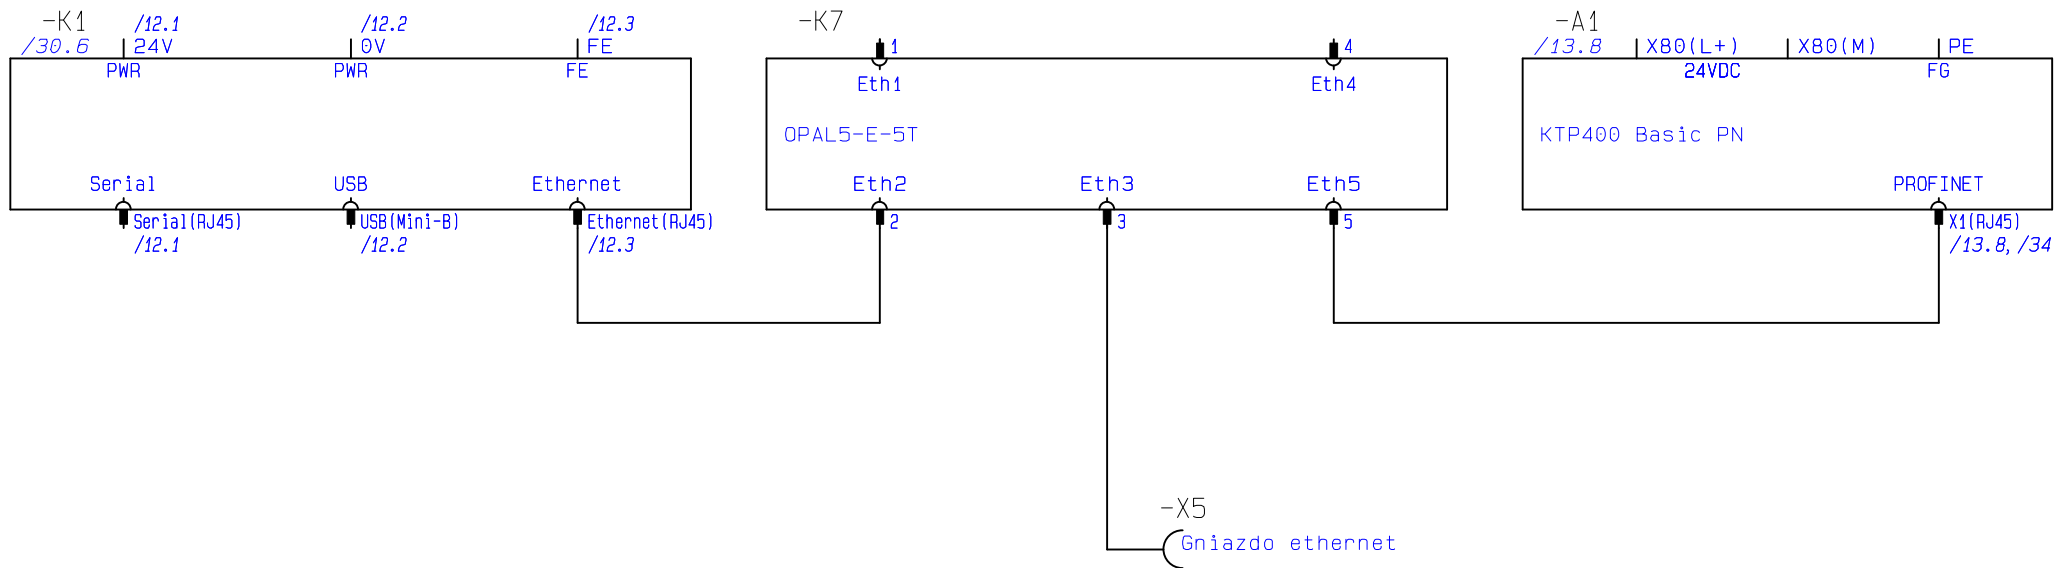 -K1
/12.1
/12.2
/12.3
/30.6
24V
0V
FE
PWR
PWR
FE
Serial
USB
Ethernet
Serial(RJ45)
USB(Mini-B)
Ethernet(RJ45)
/12.1
/12.2
/12.3
-K7
1
4
Eth1
Eth4
OPAL5-E-5T
Eth2
Eth3
Eth5
2
3
5
-A1
/13.8
X80(L+)
X80(M)
PE
24VDC
FG
KTP400 Basic PN
PROFINET
X1(RJ45)
/13.8, /34
-X5
Gniazdo ethernet